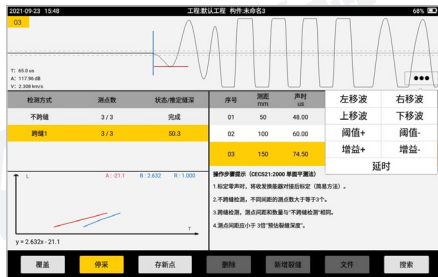 2021-09-23 15:48 工程:默认工程 构件:未命名3 68%
03
T: 65.0 us
A: 117.96 dB
V: 2.308 km/s
检测方式 测点数 状态/推定缝深
不跨缝 3 / 3 完成
跨缝1 3 / 3 50.3
序号 测距 mm 声时 us
01 50 48.00
02 100 60.00
03 150 74.50
左移波 右移波
上移波 下移波
阈值+ 阈值-
增益+ 增益-
延时
L A : -21.1 B : 2.632 R : 1.000
T
y = 2.632x - 21.1
操作步骤提示（CECS21:2000 单面平测法）
1.标定零声时，将收发换能器对接后标定（简易方法）。
2.不跨缝检测，不同间距的测点数大于等于3个。
3.跨缝检测，测点间距和数量与“不跨缝检测”相同。
4.测点间距应小于 3倍“预估裂缝深度”。
覆盖 停采 存新点 删除 新增裂缝 文件 搜索